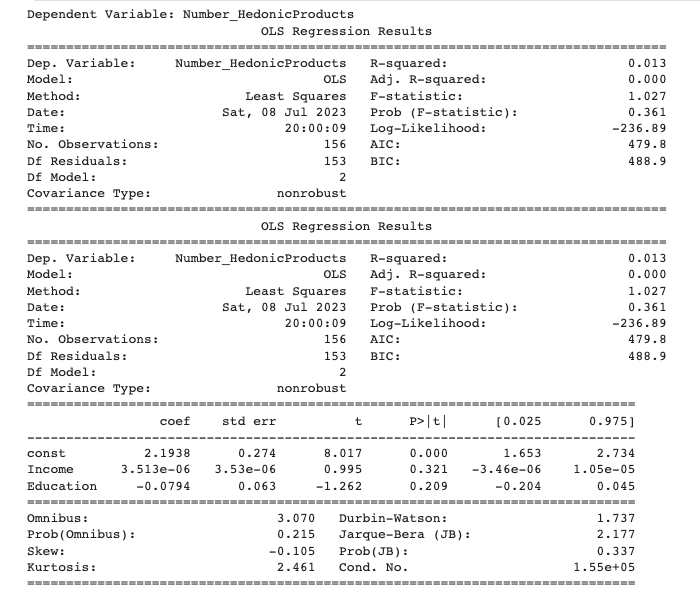 Dependent Variable: Number_HedonicProducts
OLS Regression Results
==============================================================================
Dep. Variable: Number_HedonicProducts R-squared: 0.013
Model: OLS Adj. R-squared: 0.000
Method: Least Squares F-statistic: 1.027
Date: Sat, 08 Jul 2023 Prob (F-statistic): 0.361
Time: 20:00:09 Log-Likelihood: -236.89
No. Observations: 156 AIC: 479.8
Df Residuals: 153 BIC: 488.9
Df Model: 2
Covariance Type: nonrobust
==============================================================================
OLS Regression Results
==============================================================================
Dep. Variable: Number_HedonicProducts R-squared: 0.013
Model: OLS Adj. R-squared: 0.000
Method: Least Squares F-statistic: 1.027
Date: Sat, 08 Jul 2023 Prob (F-statistic): 0.361
Time: 20:00:09 Log-Likelihood: -236.89
No. Observations: 156 AIC: 479.8
Df Residuals: 153 BIC: 488.9
Df Model: 2
Covariance Type: nonrobust
==============================================================================
coef std err t P>|t| [0.025 0.975]
------------------------------------------------------------------------------
const 2.1938 0.274 8.017 0.000 1.653 2.734
Income 3.513e-06 3.53e-06 0.995 0.321 -3.46e-06 1.05e-05
Education -0.0794 0.063 -1.262 0.209 -0.204 0.045
==============================================================================
Omnibus: 3.070 Durbin-Watson: 1.737
Prob(Omnibus): 0.215 Jarque-Bera (JB): 2.177
Skew: -0.105 Prob(JB): 0.337
Kurtosis: 2.461 Cond. No. 1.55e+05
==============================================================================